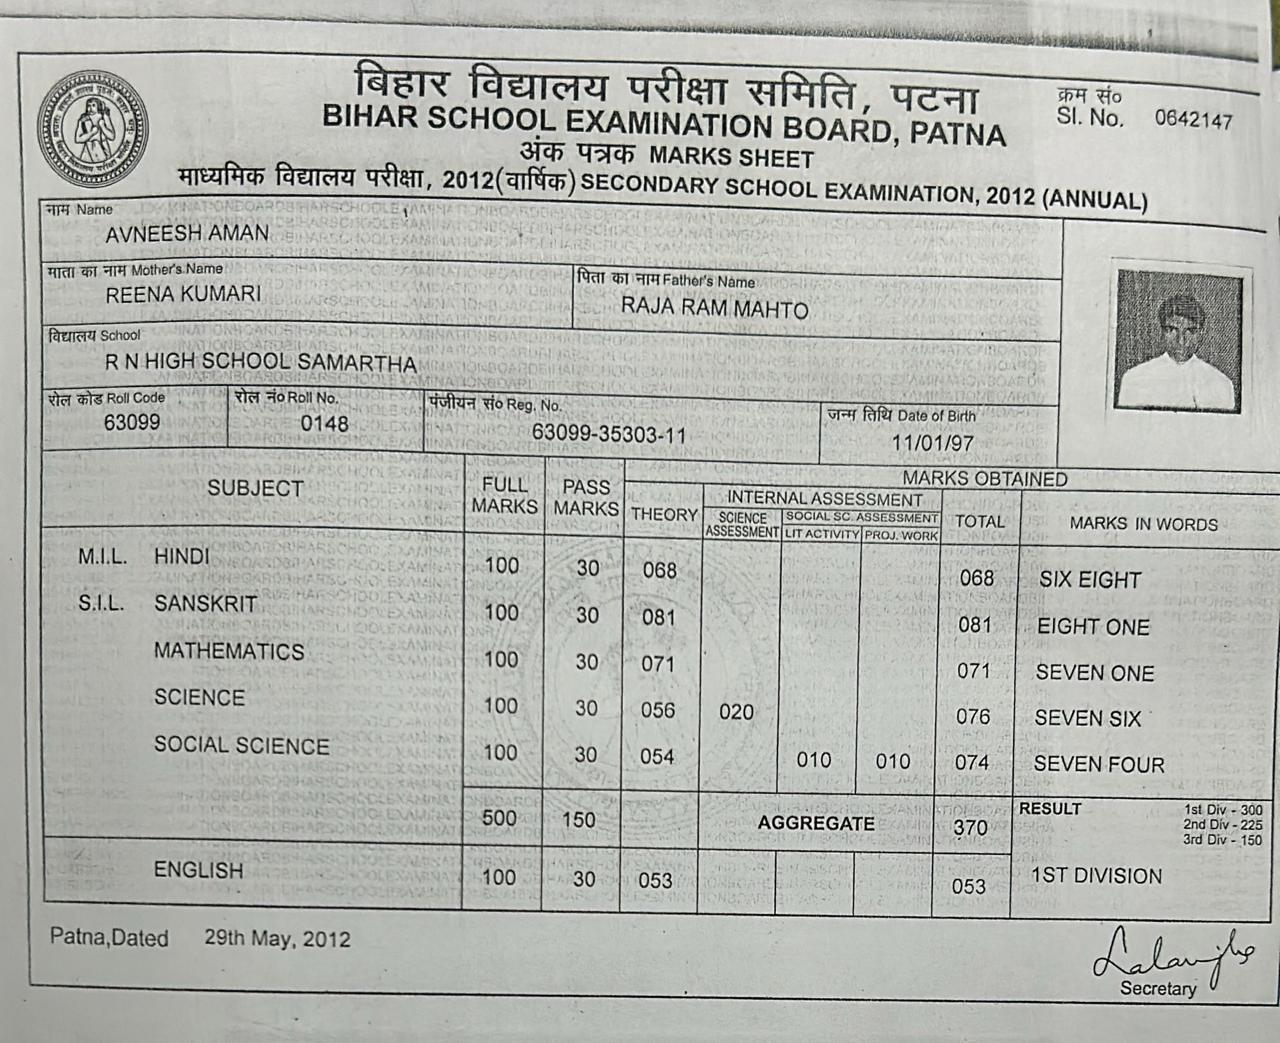 बिहार विद्यालय परीक्षा समिति, पटना
क्रम सं०
BIHAR SCHOOL EXAMINATION BOARD, PATNA
Sl. No. 0642147
अंक पत्रक MARKS SHEET
माध्यमिक विद्यालय परीक्षा, 2012(वार्षिक) SECONDARY SCHOOL EXAMINATION, 2012 (ANNUAL)
नाम Name
AVNEESH AMAN
माता का नाम Mother's Name पिता का नाम Father's Name
REENA KUMARI RAJA RAM MAHTO
विद्यालय School
R N HIGH SCHOOL SAMARTHA
रोल कोड Roll Code रोल नं० Roll No. पंजीयन सं० Reg. No. जन्म तिथि Date of Birth
63099 0148 63099-35303-11 11/01/97
SUBJECT FULL MARKS PASS MARKS MARKS OBTAINED
THEORY INTERNAL ASSESSMENT TOTAL MARKS IN WORDS
SCIENCE ASSESSMENT SOCIAL SC. ASSESSMENT
LIT ACTIVITY PROJ. WORK
M.I.L. HINDI 100 30 068 068 SIX EIGHT
S.I.L. SANSKRIT 100 30 081 081 EIGHT ONE
MATHEMATICS 100 30 071 071 SEVEN ONE
SCIENCE 100 30 056 020 076 SEVEN SIX
SOCIAL SCIENCE 100 30 054 010 010 074 SEVEN FOUR
500 150 AGGREGATE 370 RESULT
1st Div - 300
2nd Div - 225
3rd Div - 150
ENGLISH 100 30 053 053 1ST DIVISION
Patna,Dated 29th May, 2012
Secretary